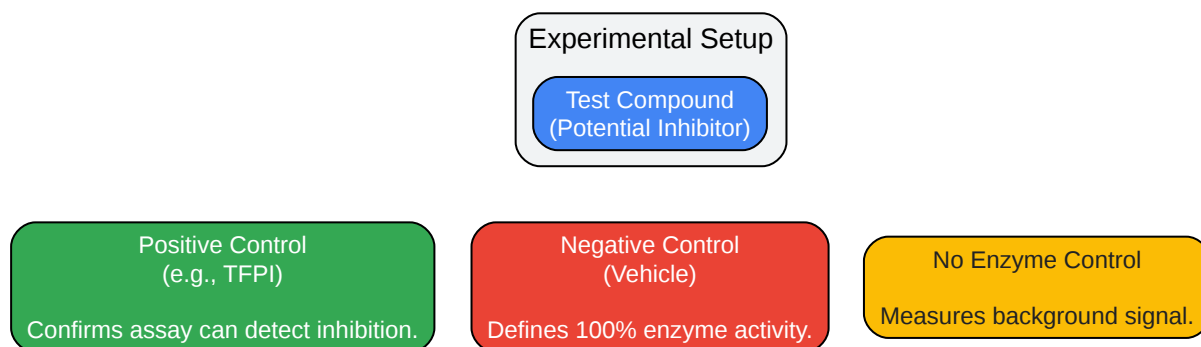 Experimental Setup
Test Compound
(Potential Inhibitor)
Positive Control
(e.g., TFPI)
Confirms assay can detect inhibition.
Negative Control
(Vehicle)
Defines 100% enzyme activity.
No Enzyme Control
Measures background signal.